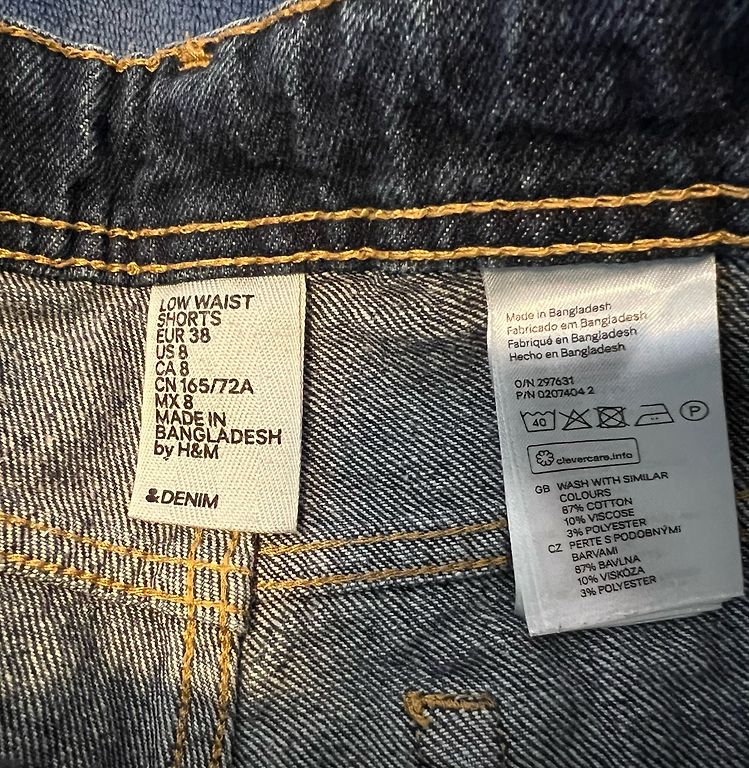 LOW WAIST
SHORTS
EUR 38
US 8
CA 8
CN 165/72A
MX 8
MADE IN
BANGLADESH
by H&M
&DENIM
Made in Bangladesh
Fabricado em Bangladesh
Fabriqué en Bangladesh
Hecho en Bangladesh
O/N 297631
P/N 0207404 2
40 P
clevercare.info
GB WASH WITH SIMILAR
COLOURS
87% COTTON
10% VISCOSE
3% POLYESTER
CZ PERTE S PODOBNÝMI
BARVAMI
87% BAVLNA
10% VISKÓZA
3% POLYESTER